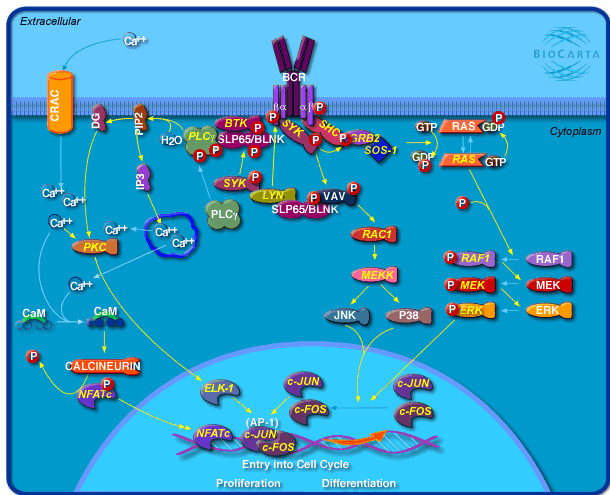 Extracellular
BIOCARTA
Ca++
BCR
CRAC
DG
PIP2
H2O
PLCγ
BTK
SLP65/BLNK
P
P
P
P
βα
αβ
P
P
SYK
SHC
P
GRB2
SOS-1
GTP
RAS
GDP
P
Cytoplasm
GDP
P
RAS
GTP
IP3
SYK
P
LYN
PLCγ
SLP65/BLNK
P
VAV
P
P
Ca++
Ca++
Ca++
Ca++
Ca++
PKC
RAC1
MEKK
P
RAF1
RAF1
P
MEK
MEK
P
ERK
ERK
Ca++
CaM
CaM
JNK
P38
P
CALCINEURIN
P
NFATc
ELK-1
c-JUN
c-FOS
c-JUN
c-FOS
(AP-1)
NFATc
c-JUN
c-FOS
Entry into Cell Cycle
Proliferation
Differentiation